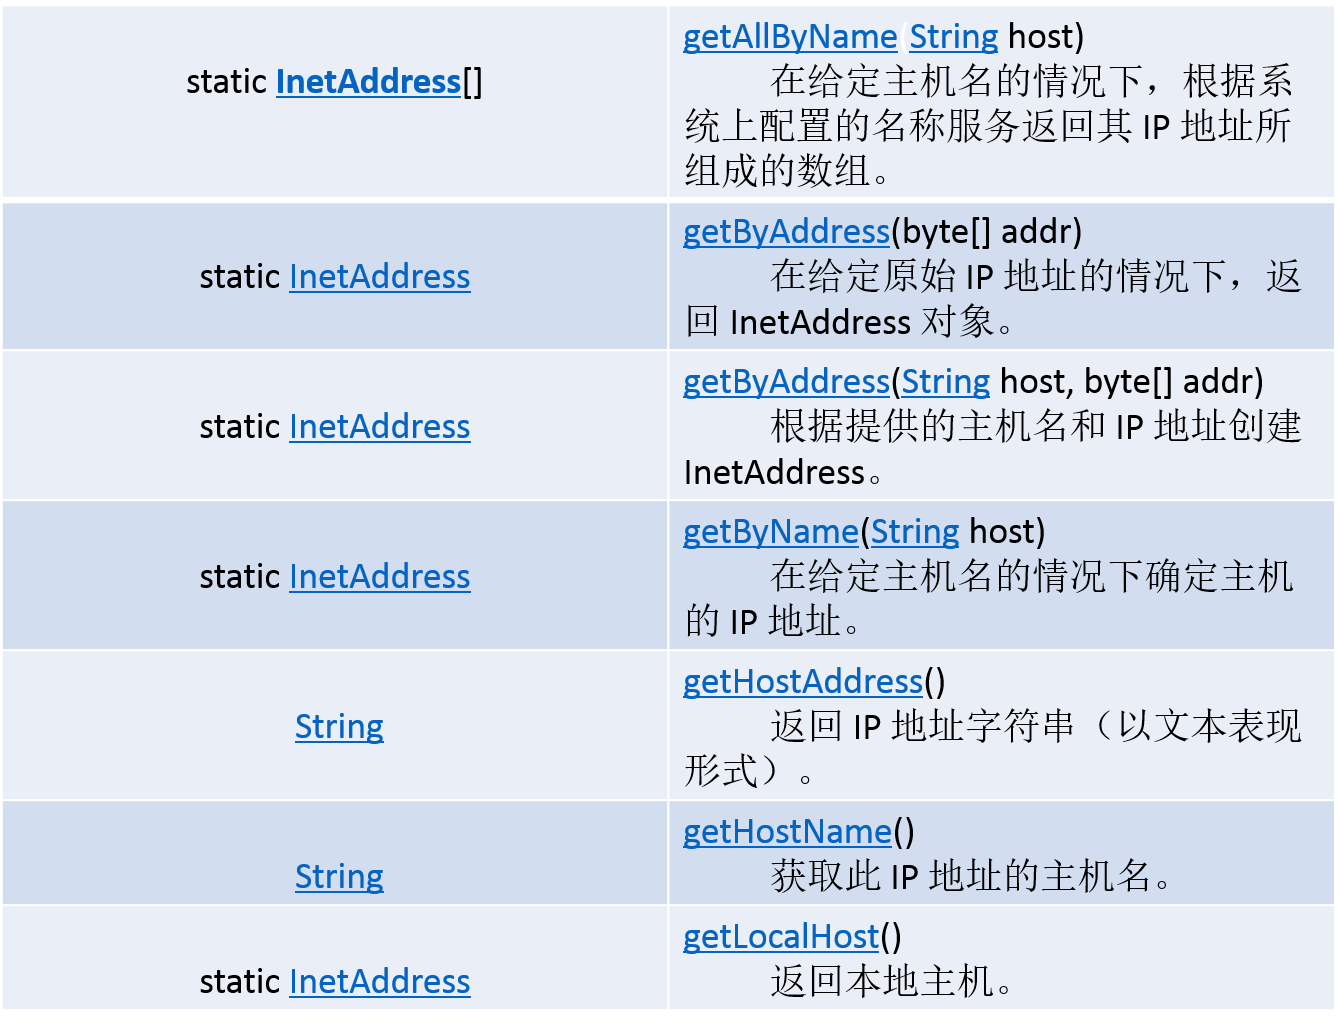 static InetAddress[]
getAllByName(String host)
在给定主机名的情况下，根据系
统上配置的名称服务返回其 IP 地址所
组成的数组。
static InetAddress
getByAddress(byte[] addr)
在给定原始 IP 地址的情况下，返
回 InetAddress 对象。
static InetAddress
getByAddress(String host, byte[] addr)
根据提供的主机名和 IP 地址创建
InetAddress。
static InetAddress
getByName(String host)
在给定主机名的情况下确定主机
的 IP 地址。
String
getHostAddress()
返回 IP 地址字符串（以文本表现
形式）。
String
getHostName()
获取此 IP 地址的主机名。
static InetAddress
getLocalHost()
返回本地主机。